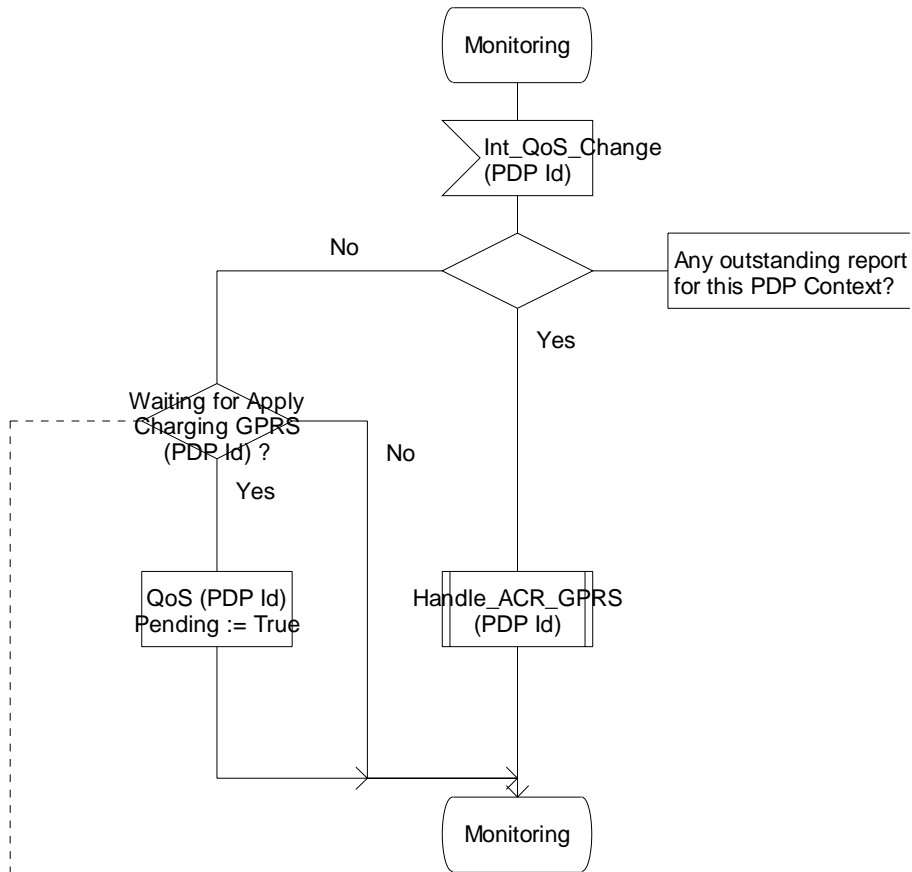 Monitoring
Int_QoS_Change
(PDP Id)
No
Any outstanding report
for this PDP Context?
Yes
Waiting for Apply
Charging GPRS
(PDP Id) ?
No
Yes
QoS (PDP Id)
Pending := True
Handle_ACR_GPRS
(PDP Id)
Monitoring